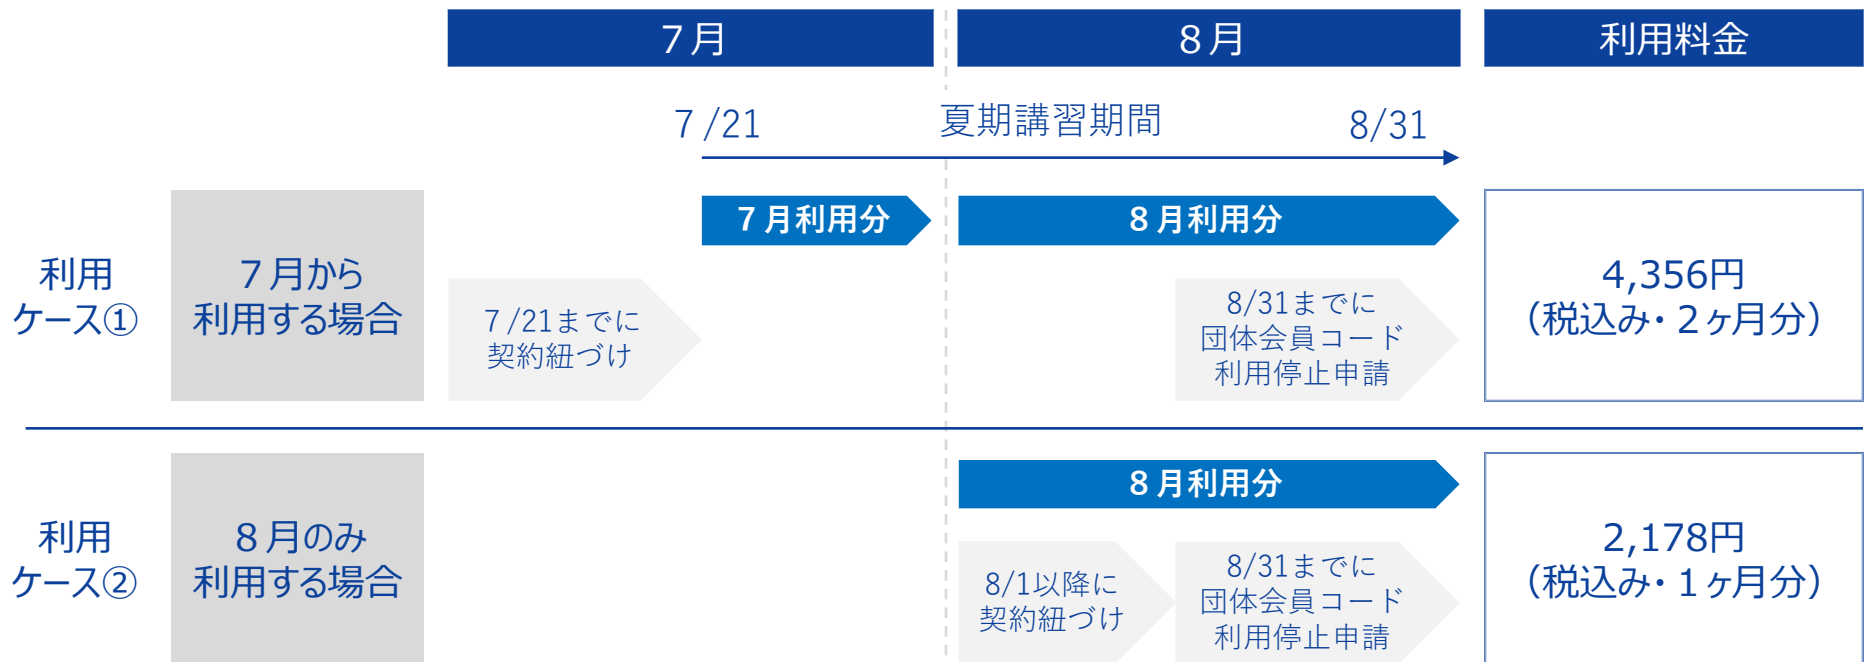 7月
8月
利用料金
7/21
夏期講習期間
8/31
利用
ケース①
7月から
利用する場合
7月利用分
8月利用分
7/21までに
契約紐づけ
8/31までに
団体会員コード
利用停止申請
4,356円
（税込み・2ヶ月分）
利用
ケース②
8月のみ
利用する場合
8月利用分
8/1以降に
契約紐づけ
8/31までに
団体会員コード
利用停止申請
2,178円
（税込み・1ヶ月分）